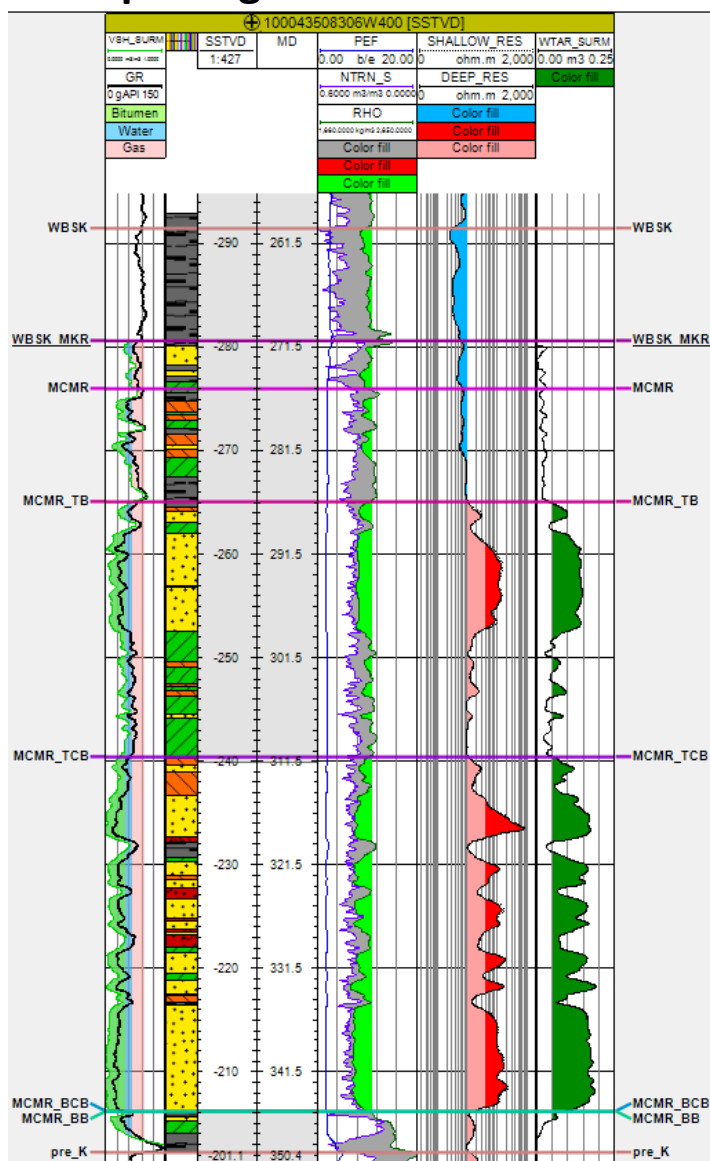 100043508306W400 [SSTVD]
VSH_SURM SSTVD MD PEF SHALLOW_RES WTAR_SURM
1:427 0.00 b/e 20.00 0 ohm.m 2,000 0.00 m3 0.25
GR NTRN_S DEEP_RES Color fill
0 gAPI 150 0.6000 m3/m3 0.0000 0 ohm.m 2,000
Bitumen RHO Color fill
Water Color fill
Gas Color fill Color fill
Color fill
Color fill
WBSK WBSK
-290 261.5
WBSK_MKR WBSK_MKR
-280 271.5
MCMR MCMR
-270 281.5
MCMR_TB MCMR_TB
-260 291.5
-250 301.5
MCMR_TCB MCMR_TCB
-240 311.5
-230 321.5
-220 331.5
-210 341.5
MCMR_BCB MCMR_BCB
MCMR_BB MCMR_BB
pre_K pre_K
-201.1 350.4